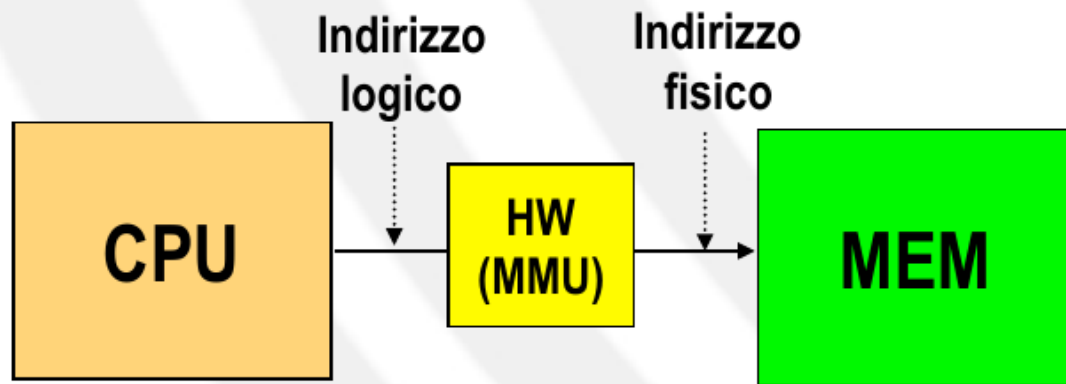 Indirizzo
logico
Indirizzo
fisico
CPU
HW
(MMU)
MEM